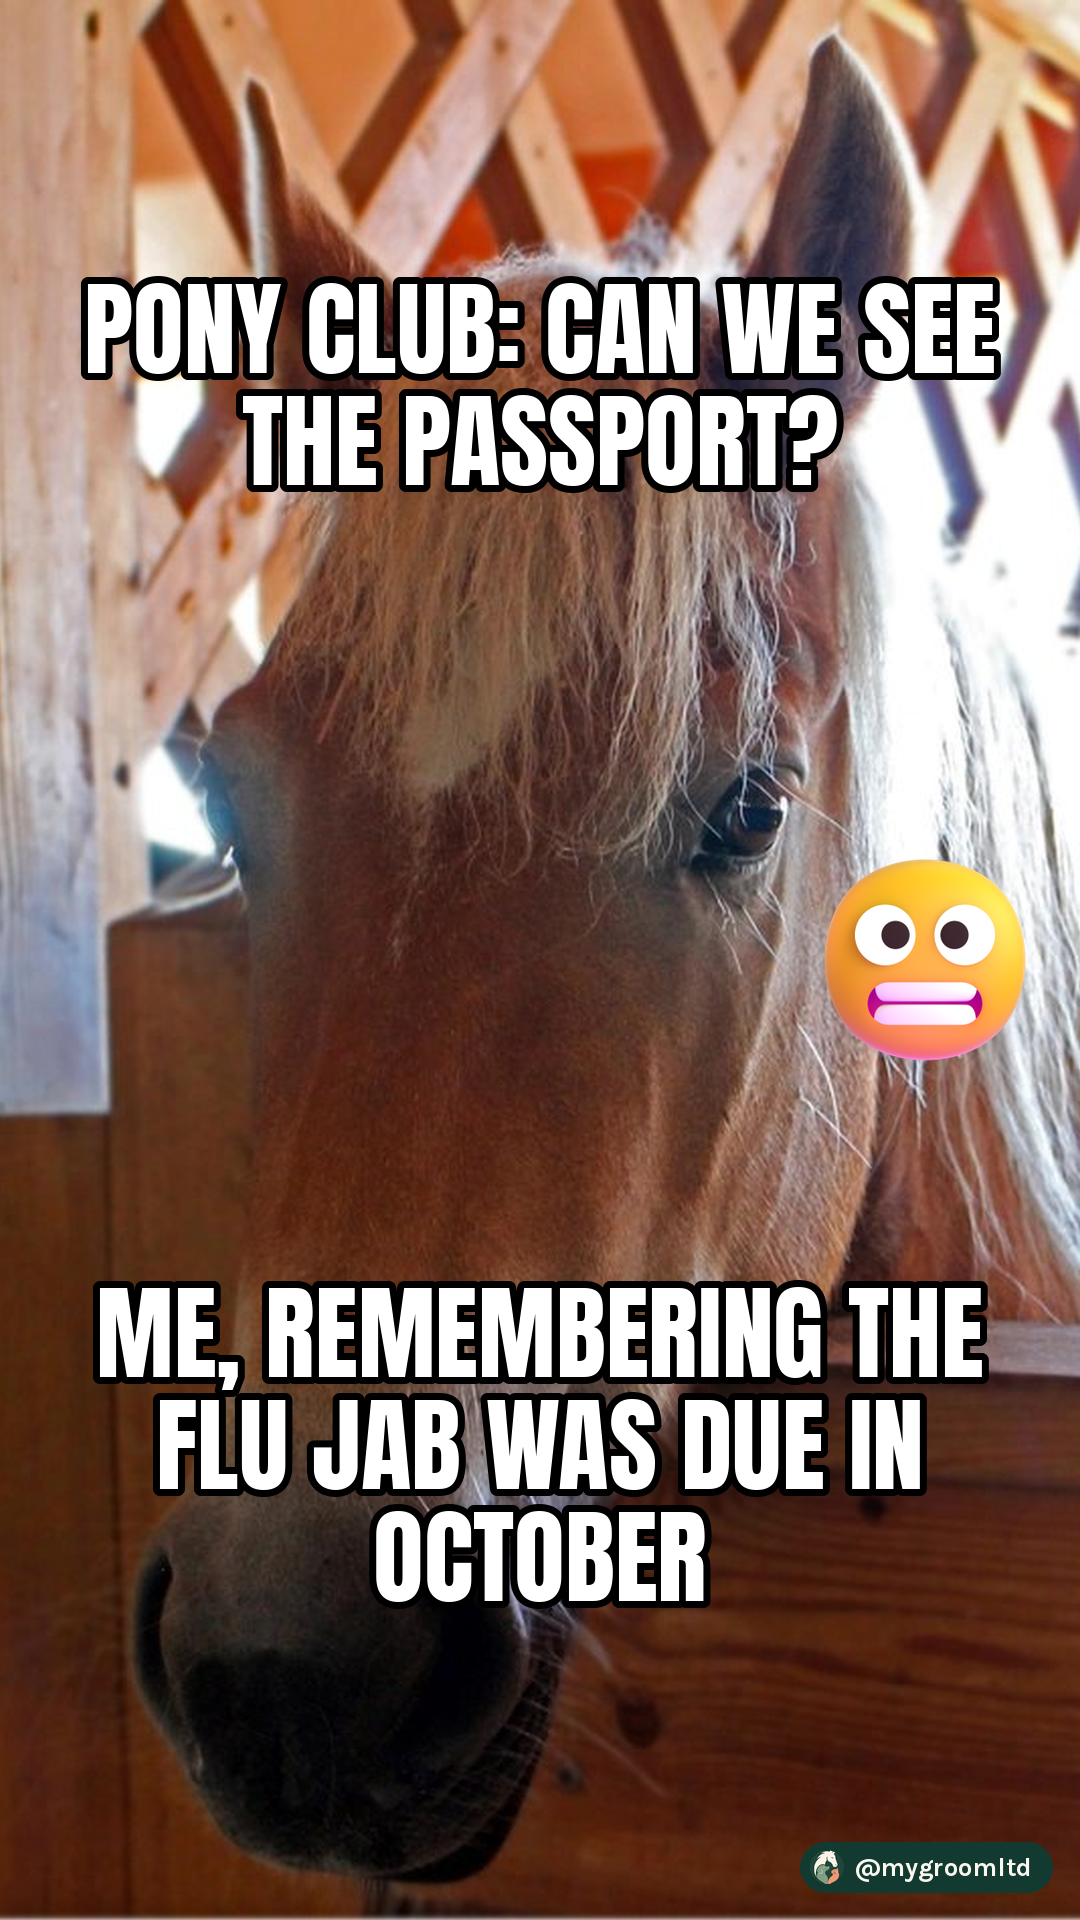 PONY CLUB: CAN WE SEE
THE PASSPORT?
ME, REMEMBERING THE
FLU JAB WAS DUE IN
OCTOBER
@mygroomltd